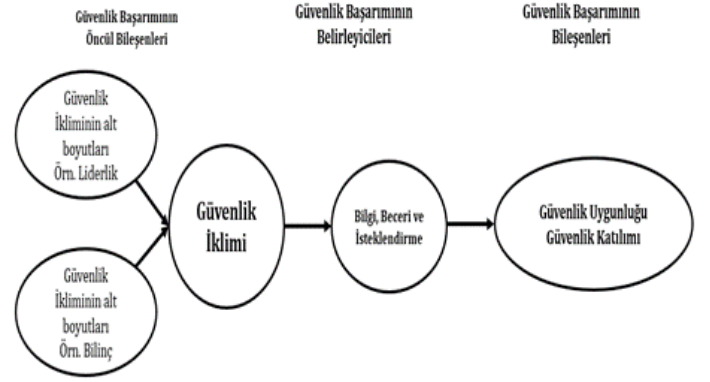 Güvenlik Başarımının
Öncül Bileşenleri
Güvenlik Başarımının
Belirleyicileri
Güvenlik Başarımının
Bileşenleri
Güvenlik
İkliminin alt
boyutları
Örn. Liderlik
Güvenlik
İklimi
Bilgi, Beceri ve
İsteklendirme
Güvenlik Uygunluğu
Güvenlik Katılımı
Güvenlik
İkliminin alt
boyutları
Örn. Bilinç